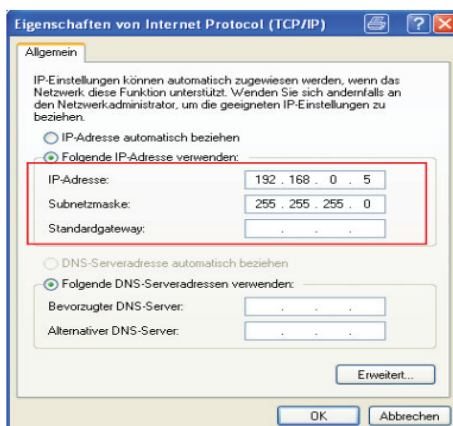 Eigenschaften von Internet Protocol (TCP/IP)
Allgemein
IP-Einstellungen können automatisch zugewiesen werden, wenn das
Netzwerk diese Funktion unterstützt. Wenden Sie sich andernfalls an
den Netzwerkadministrator, um die geeigneten IP-Einstellungen zu
beziehen.
IP-Adresse automatisch beziehen
Folgende IP-Adresse verwenden:
IP-Adresse: 192 . 168 . 0 . 5
Subnetzmaske: 255 . 255 . 255 . 0
Standardgateway: . . .
DNS-Serveradresse automatisch beziehen
Folgende DNS-Serveradressen verwenden:
Bevorzugter DNS-Server: . . .
Alternativer DNS-Server: . . .
Erweitert...
OK Abbrechen